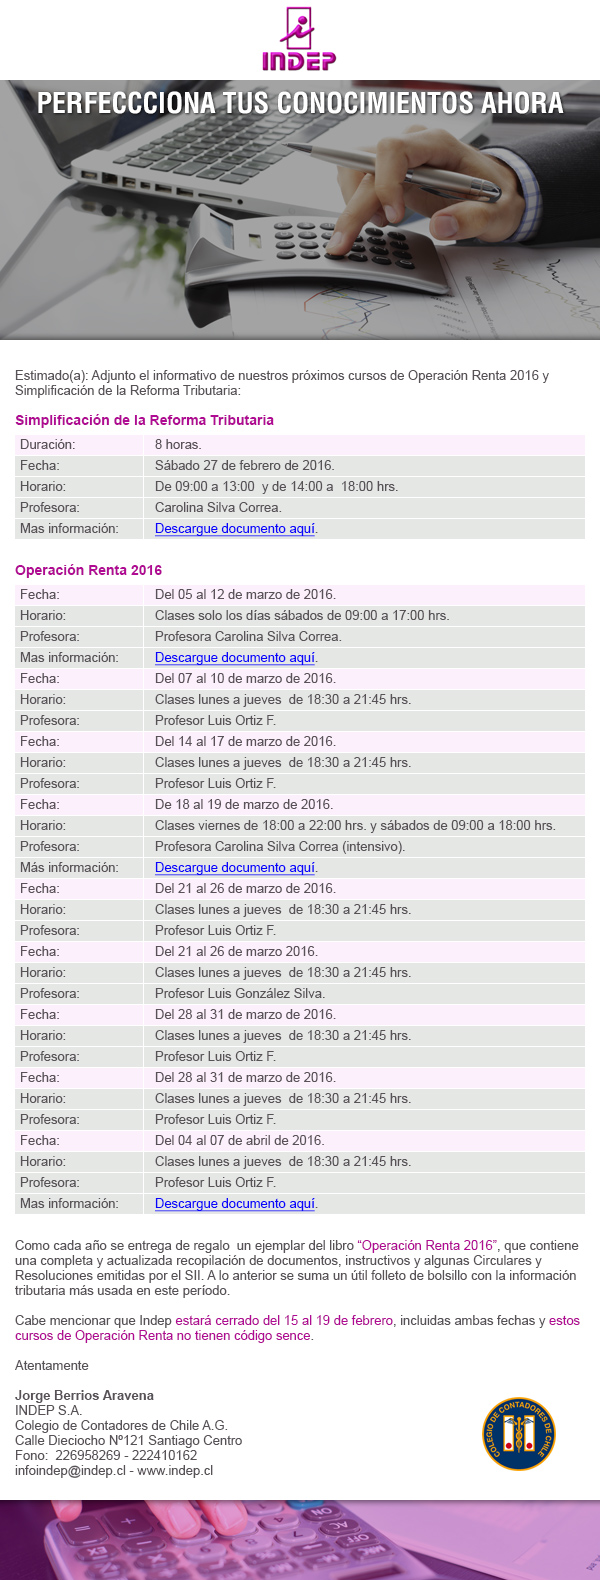 INDEP
PERFECCCIONA TUS CONOCIMIENTOS AHORA
Estimado(a): Adjunto el informativo de nuestros próximos cursos de Operación Renta 2016 y
Simplificación de la Reforma Tributaria:
Simplificación de la Reforma Tributaria
Duración: 8 horas.
Fecha: Sábado 27 de febrero de 2016.
Horario: De 09:00 a 13:00 y de 14:00 a 18:00 hrs.
Profesora: Carolina Silva Correa.
Mas información: Descargue documento aquí.
Operación Renta 2016
Fecha: Del 05 al 12 de marzo de 2016.
Horario: Clases solo los días sábados de 09:00 a 17:00 hrs.
Profesora: Profesora Carolina Silva Correa.
Mas información: Descargue documento aquí.
Fecha: Del 07 al 10 de marzo de 2016.
Horario: Clases lunes a jueves de 18:30 a 21:45 hrs.
Profesora: Profesor Luis Ortiz F.
Fecha: Del 14 al 17 de marzo de 2016.
Horario: Clases lunes a jueves de 18:30 a 21:45 hrs.
Profesora: Profesor Luis Ortiz F.
Fecha: De 18 al 19 de marzo de 2016.
Horario: Clases viernes de 18:00 a 22:00 hrs. y sábados de 09:00 a 18:00 hrs.
Profesora: Profesora Carolina Silva Correa (intensivo).
Más información: Descargue documento aquí.
Fecha: Del 21 al 26 de marzo de 2016.
Horario: Clases lunes a jueves de 18:30 a 21:45 hrs.
Profesora: Profesor Luis Ortiz F.
Fecha: Del 21 al 26 de marzo 2016.
Horario: Clases lunes a jueves de 18:30 a 21:45 hrs.
Profesora: Profesor Luis González Silva.
Fecha: Del 28 al 31 de marzo de 2016.
Horario: Clases lunes a jueves de 18:30 a 21:45 hrs.
Profesora: Profesor Luis Ortiz F.
Fecha: Del 28 al 31 de marzo de 2016.
Horario: Clases lunes a jueves de 18:30 a 21:45 hrs.
Profesora: Profesor Luis Ortiz F.
Fecha: Del 04 al 07 de abril de 2016.
Horario: Clases lunes a jueves de 18:30 a 21:45 hrs.
Profesora: Profesor Luis Ortiz F.
Mas información: Descargue documento aquí.
Como cada año se entrega de regalo un ejemplar del libro “Operación Renta 2016”, que contiene
una completa y actualizada recopilación de documentos, instructivos y algunas Circulares y
Resoluciones emitidas por el SII. A lo anterior se suma un útil folleto de bolsillo con la información
tributaria más usada en este período.
Cabe mencionar que Indep estará cerrado del 15 al 19 de febrero, incluidas ambas fechas y estos
cursos de Operación Renta no tienen código sence.
Atentamente
Jorge Berrios Aravena
INDEP S.A.
Colegio de Contadores de Chile A.G.
Calle Dieciocho Nº121 Santiago Centro
Fono: 226958269 - 222410162
infoindep@indep.cl - www.indep.cl
COLEGIO DE CONTADORES DE CHILE